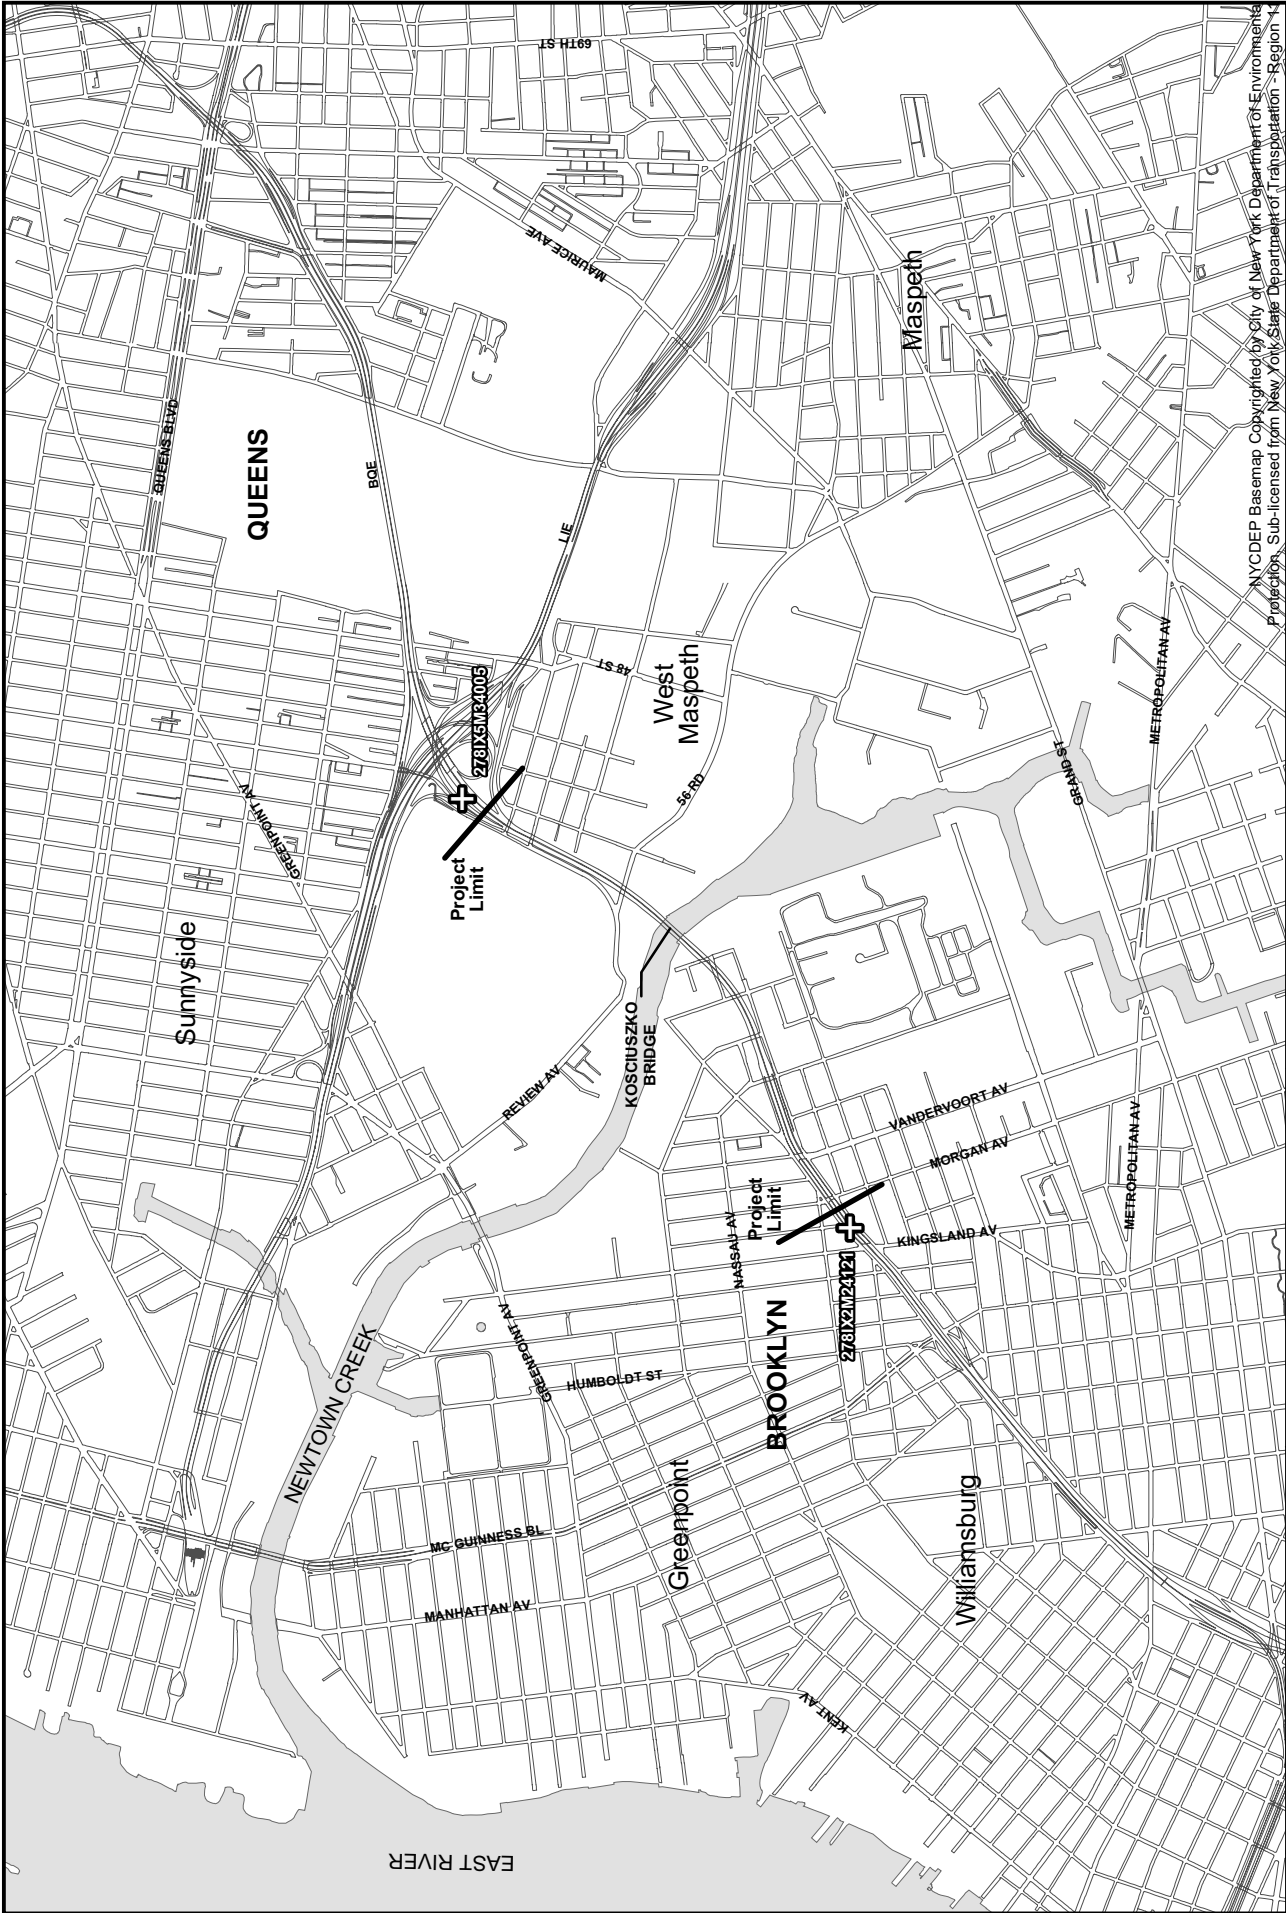 69TH ST
MAURICE AVE
QUEENS BLVD
QUEENS
BQE
LIE
Maspeth
NYCDEP Basemap Copyrighted by City of New York Department of Environmental
Protection. Sub-licensed from New York State Department of Transportation - Region 11
48 ST
West
Maspeth
278IX5M34005
GREENPOINT AV
56 RD
METROPOLITAN AV
GRAND ST
Project
Limit
Sunnyside
KOSCIUSZKO
BRIDGE
REVIEW AV
VANDERVOORT AV
MORGAN AV
METROPOLITAN AV
KINGSLAND AV
Project
Limit
NASSAU AV
278IX2M24121
BROOKLYN
GREENPOINT AV
HUMBOLDT ST
NEWTOWN CREEK
Greenpoint
Williamsburg
MC GUINNESS BL
MANHATTAN AV
KENT AV
EAST RIVER